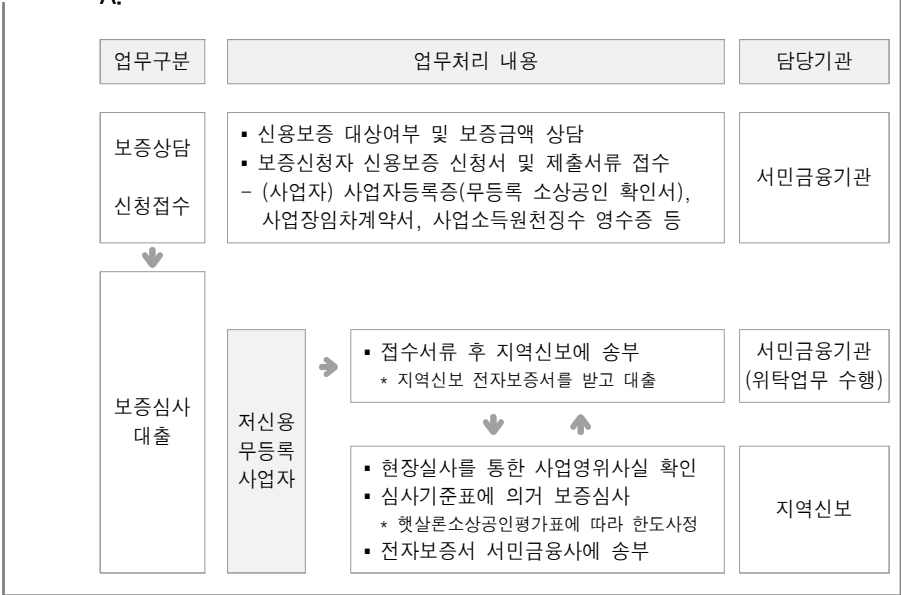 A.
업무구분
업무처리 내용
담당기관
보증상담
신청접수
▪ 신용보증 대상여부 및 보증금액 상담
▪ 보증신청자 신용보증 신청서 및 제출서류 접수
- (사업자) 사업자등록증(무등록 소상공인 확인서),
사업장임차계약서, 사업소득원천징수 영수증 등
서민금융기관
보증심사
대출
저신용
무등록
사업자
▪ 접수서류 후 지역신보에 송부
* 지역신보 전자보증서를 받고 대출
서민금융기관
(위탁업무 수행)
▪ 현장실사를 통한 사업영위사실 확인
▪ 심사기준표에 의거 보증심사
* 햇살론소상공인평가표에 따라 한도사정
▪ 전자보증서 서민금융사에 송부
지역신보